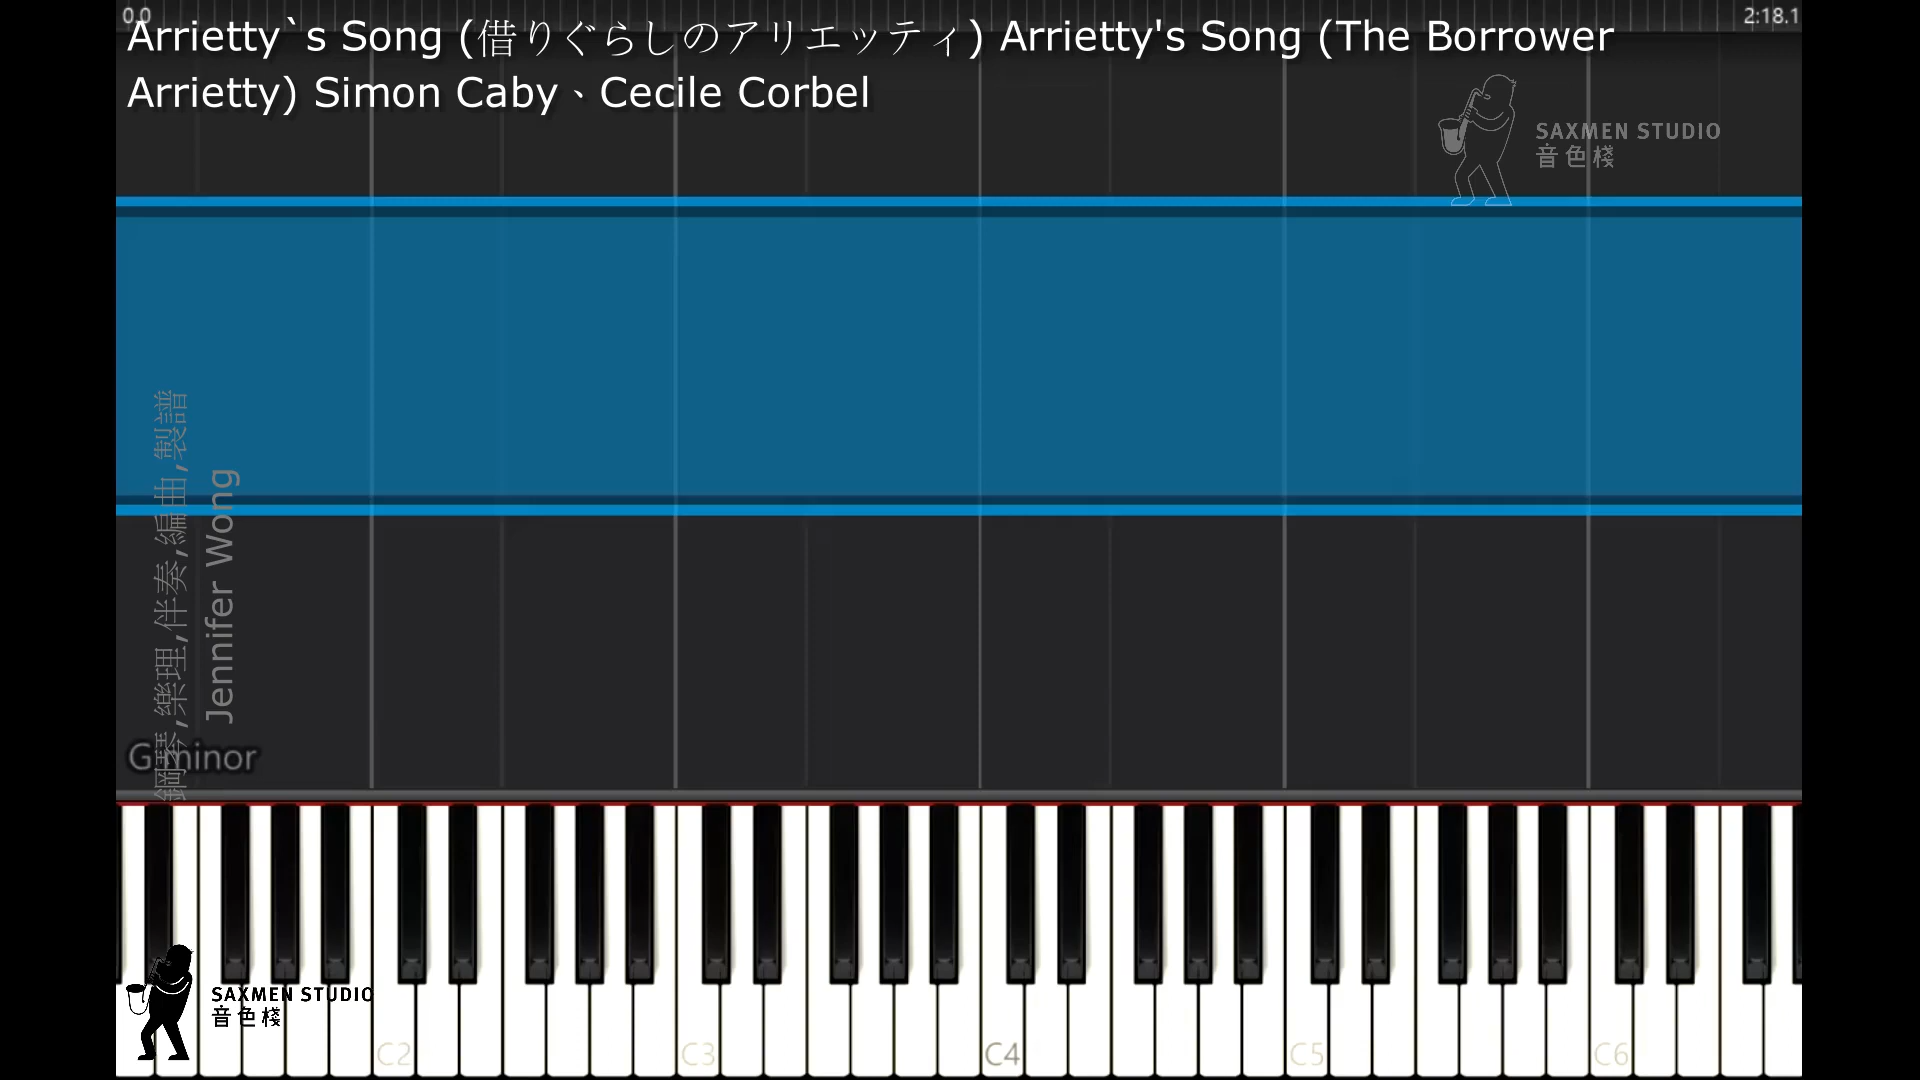 0.0
2:18.1
Arrietty`s Song (借りぐらしのアリエッティ) Arrietty's Song (The Borrower
Arrietty) Simon Caby、Cecile Corbel
SAXMEN STUDIO
音色棧
鋼琴,樂理,伴奏,編曲,製譜
Jennifer Wong
G minor
SAXMEN STUDIO
音色棧
C2
C3
C4
C5
C6